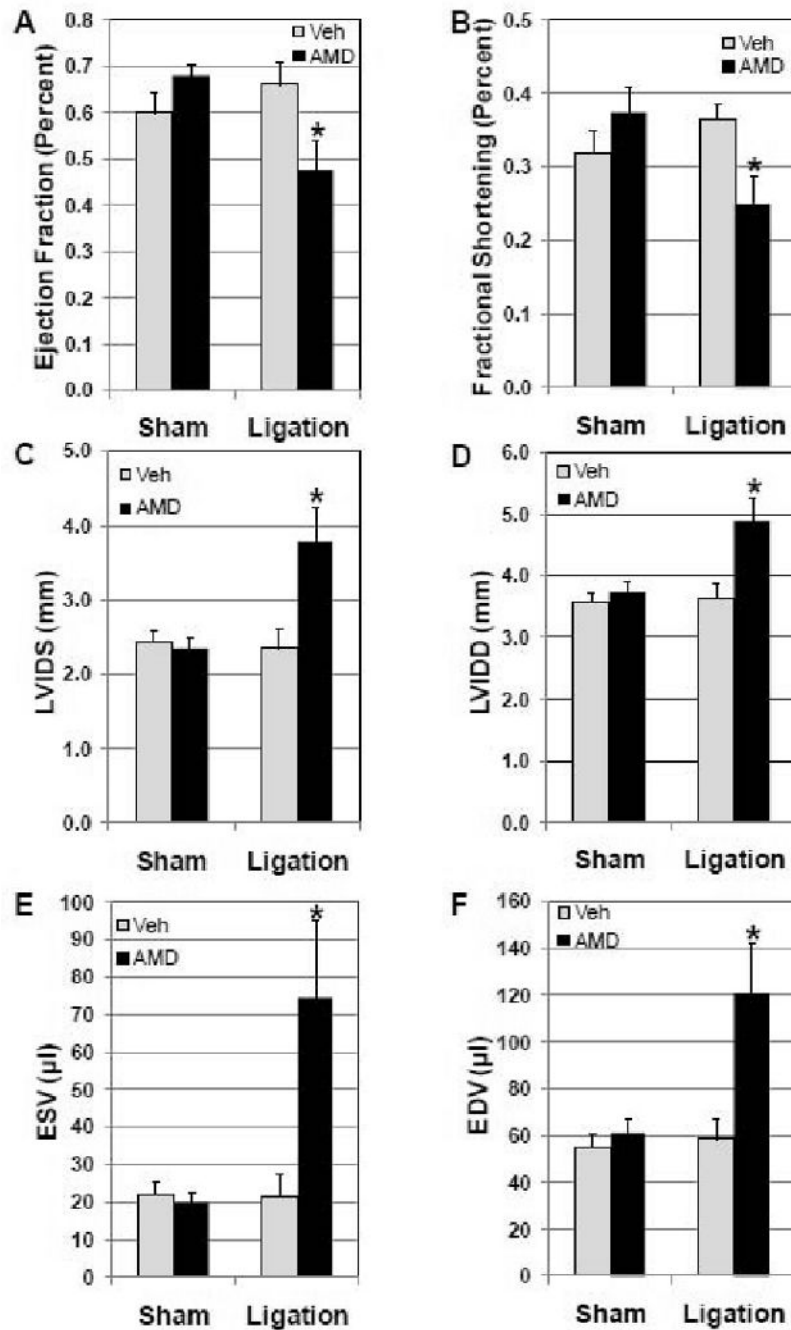 A
Ejection Fraction (Percent)
0.8
0.7
0.6
0.5
0.4
0.3
0.2
0.1
0.0
Veh
AMD
*
Sham Ligation
B
Fractional Shortening (Percent)
0.5
0.4
0.3
0.2
0.1
0.0
Veh
AMD
*
Sham Ligation
C
LVIDS (mm)
5.0
4.0
3.0
2.0
1.0
0.0
Veh
AMD
*
Sham Ligation
D
LVIDD (mm)
6.0
5.0
4.0
3.0
2.0
1.0
0.0
Veh
AMD
*
Sham Ligation
E
ESV (µl)
100
90
80
70
60
50
40
30
20
10
0
Veh
AMD
*
Sham Ligation
F
EDV (µl)
160
140
120
100
80
60
40
20
0
Veh
AMD
*
Sham Ligation